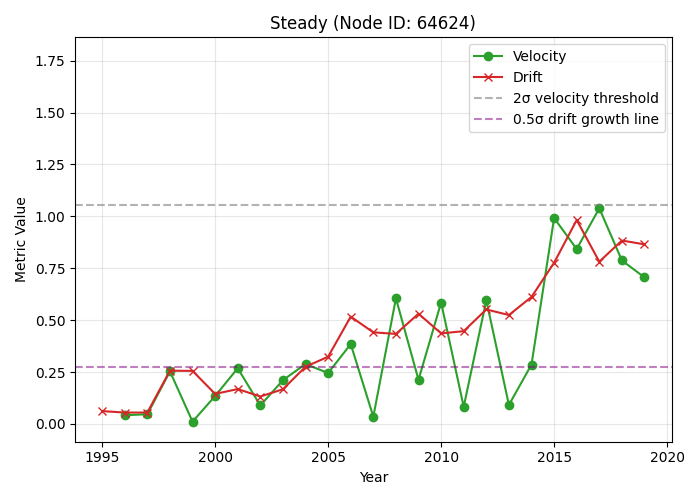 Steady (Node ID: 64624)
Velocity
Drift
2σ velocity threshold
0.5σ drift growth line
Metric Value
1.75
1.50
1.25
1.00
0.75
0.50
0.25
0.00
1995 2000 2005 2010 2015 2020
Year